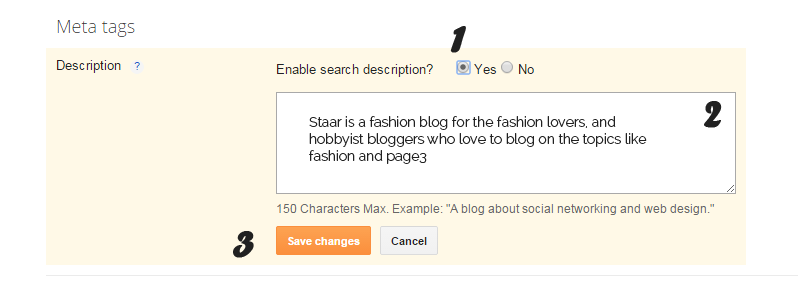 Meta tags
1
Description ?
Enable search description? Yes No
Staar is a fashion blog for the fashion lovers, and
hobbyist bloggers who love to blog on the topics like
fashion and page3
2
150 Characters Max. Example: "A blog about social networking and web design."
3
Save changes Cancel